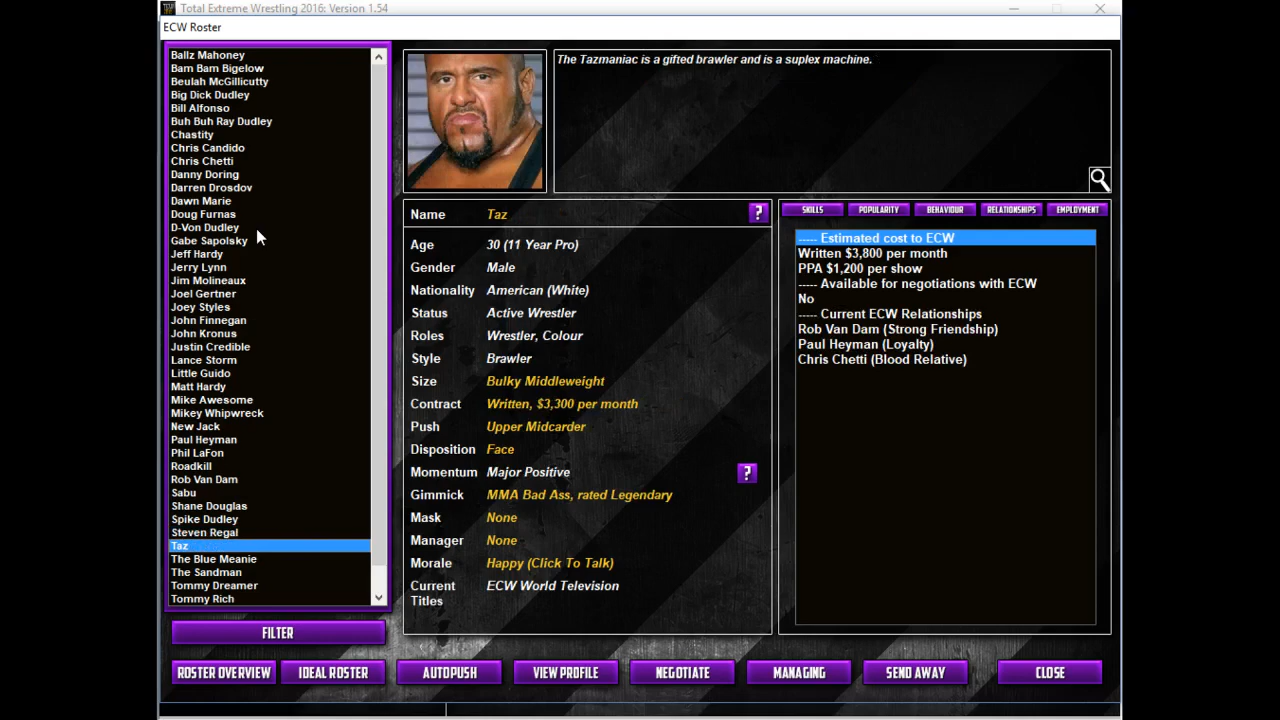 Total Extreme Wrestling 2016: Version 1.54
ECW Roster
Ballz Mahoney
Bam Bam Bigelow
Beulah McGillicutty
Big Dick Dudley
Bill Alfonso
Buh Buh Ray Dudley
Chastity
Chris Candido
Chris Chetti
Danny Doring
Darren Drosdov
Dawn Marie
Doug Furnas
D-Von Dudley
Gabe Sapolsky
Jeff Hardy
Jerry Lynn
Jim Molineaux
Joel Gertner
Joey Styles
John Finnegan
John Kronus
Justin Credible
Lance Storm
Little Guido
Matt Hardy
Mike Awesome
Mikey Whipwreck
New Jack
Paul Heyman
Phil LaFon
Roadkill
Rob Van Dam
Sabu
Shane Douglas
Spike Dudley
Steven Regal
Taz
The Blue Meanie
The Sandman
Tommy Dreamer
Tommy Rich
FILTER
ROSTER OVERVIEW
IDEAL ROSTER
The Tazmaniac is a gifted brawler and is a suplex machine.
Name Taz ?
Age 30 (11 Year Pro)
Gender Male
Nationality American (White)
Status Active Wrestler
Roles Wrestler, Colour
Style Brawler
Size Bulky Middleweight
Contract Written, $3,300 per month
Push Upper Midcarder
Disposition Face
Momentum Major Positive ?
Gimmick MMA Bad Ass, rated Legendary
Mask None
Manager None
Morale Happy (Click To Talk)
Current ECW World Television
Titles
SKILLS POPULARITY BEHAVIOUR RELATIONSHIPS EMPLOYMENT
----- Estimated cost to ECW
Written $3,800 per month
PPA $1,200 per show
----- Available for negotiations with ECW
No
----- Current ECW Relationships
Rob Van Dam (Strong Friendship)
Paul Heyman (Loyalty)
Chris Chetti (Blood Relative)
AUTOPUSH
VIEW PROFILE
NEGOTIATE
MANAGING
SEND AWAY
CLOSE